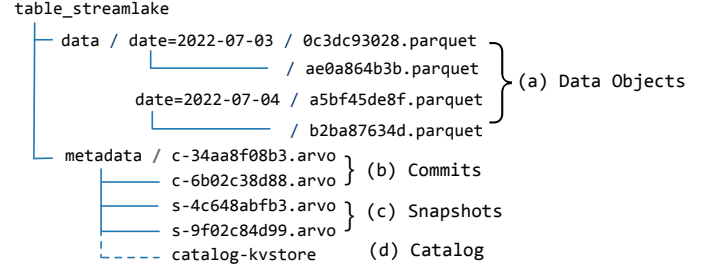 table_streamlake
data / date=2022-07-03 / 0c3dc93028.parquet
/ ae0a864b3b.parquet
(a) Data Objects
date=2022-07-04 / a5bf45de8f.parquet
/ b2ba87634d.parquet
metadata / c-34aa8f08b3.arvo
(b) Commits
c-6b02c38d88.arvo
s-4c648abfb3.arvo
(c) Snapshots
s-9f02c84d99.arvo
catalog-kvstore (d) Catalog